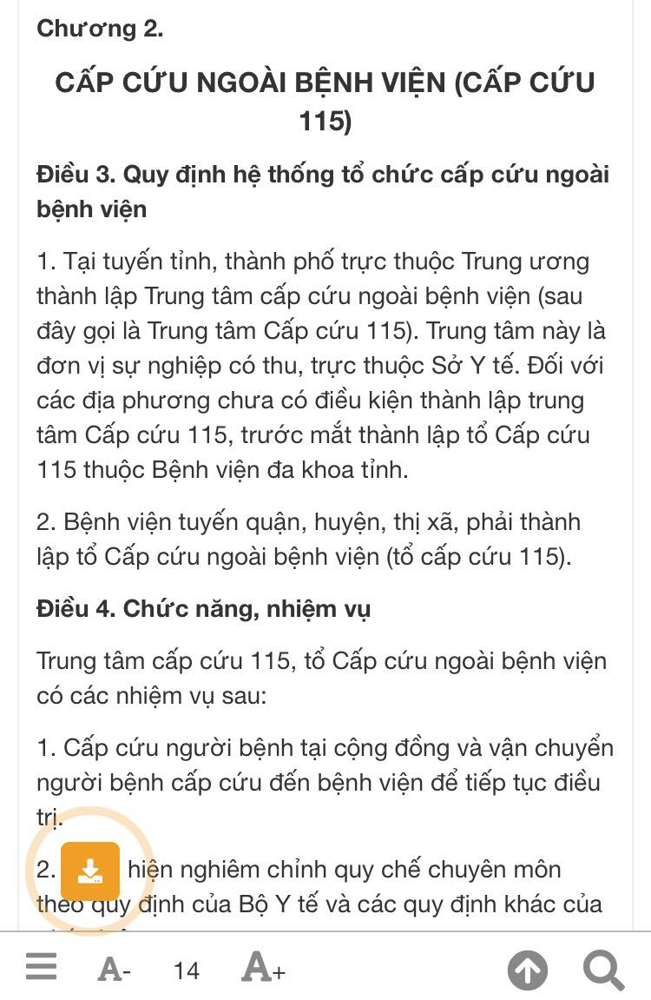 Chương 2.
CẤP CỨU NGOÀI BỆNH VIỆN (CẤP CỨU
115)
Điều 3. Quy định hệ thống tổ chức cấp cứu ngoài
bệnh viện
1. Tại tuyến tỉnh, thành phố trực thuộc Trung ương
thành lập Trung tâm cấp cứu ngoài bệnh viện (sau
đây gọi là Trung tâm Cấp cứu 115). Trung tâm này là
đơn vị sự nghiệp có thu, trực thuộc Sở Y tế. Đối với
các địa phương chưa có điều kiện thành lập trung
tâm Cấp cứu 115, trước mắt thành lập tổ Cấp cứu
115 thuộc Bệnh viện đa khoa tỉnh.
2. Bệnh viện tuyến quận, huyện, thị xã, phải thành
lập tổ Cấp cứu ngoài bệnh viện (tổ cấp cứu 115).
Điều 4. Chức năng, nhiệm vụ
Trung tâm cấp cứu 115, tổ Cấp cứu ngoài bệnh viện
có các nhiệm vụ sau:
1. Cấp cứu người bệnh tại cộng đồng và vận chuyển
người bệnh cấp cứu đến bệnh viện để tiếp tục điều
trị.
2. hiện nghiêm chỉnh quy chế chuyên môn
theo quy định của Bộ Y tế và các quy định khác của
A- 14 A+